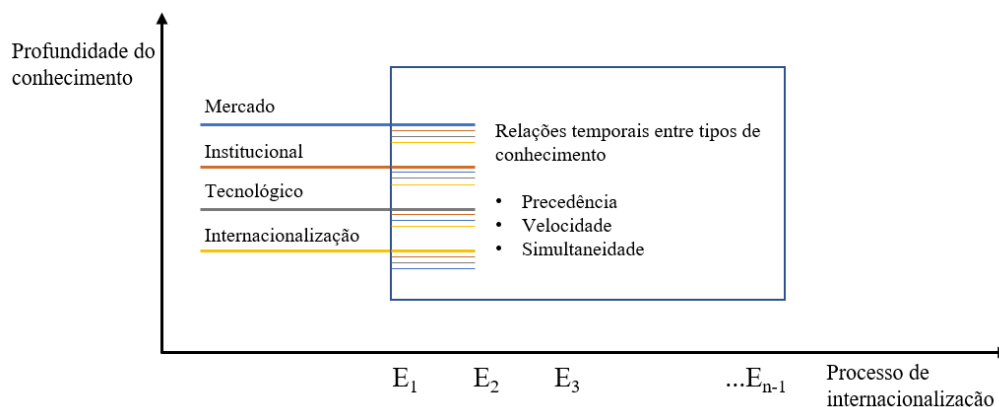 Profundidade do
conhecimento
Mercado
Institucional
Tecnológico
Internacionalização
Relações temporais entre tipos de
conhecimento
• Precedência
• Velocidade
• Simultaneidade
E1 E2 E3 ...En-1
Processo de
internacionalização